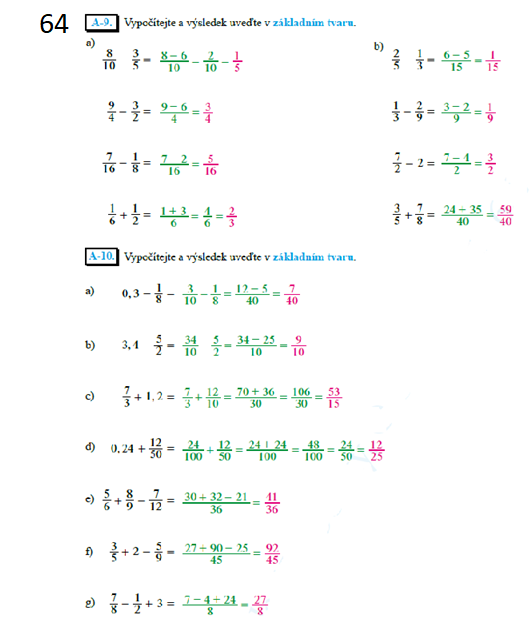 64
A-9. Vypočítejte a výsledek uveďte v základním tvaru.
a) 8/10 3/5 = 8 − 6/10 − 2/10 − 1/5
9/4 − 3/2 = 9 − 6/4 = 3/4
7/16 − 1/8 = 7 2/16 = 5/16
1/6 + 1/2 = 1 + 3/6 = 4/6 = 2/3
b) 2/5 1/3 = 6 − 5/15 = 1/15
1/3 − 2/9 = 3 − 2/9 = 1/9
7/2 − 2 = 7 − 4/2 = 3/2
3/5 + 7/8 = 24 + 35/40 = 59/40
A-10. Vypočítejte a výsledek uveďte v základním tvaru.
a) 0,3 − 1/8 − 3/10 − 1/8 = 12 − 5/40 = 7/40
b) 3,4 5/2 = 34/10 5/2 = 34 − 25/10 = 9/10
c) 7/3 + 1,2 = 7/3 + 12/10 = 70 + 36/30 = 106/30 = 53/15
d) 0,24 + 12/50 = 24/100 + 12/50 = 24 + 24/100 = 48/100 = 24/50 = 12/25
e) 5/6 + 8/9 − 7/12 = 30 + 32 − 21/36 = 41/36
f) 3/5 + 2 − 5/9 = 27 + 90 − 25/45 = 92/45
g) 7/8 − 1/2 + 3 = 7 − 4 + 24/8 = 27/8